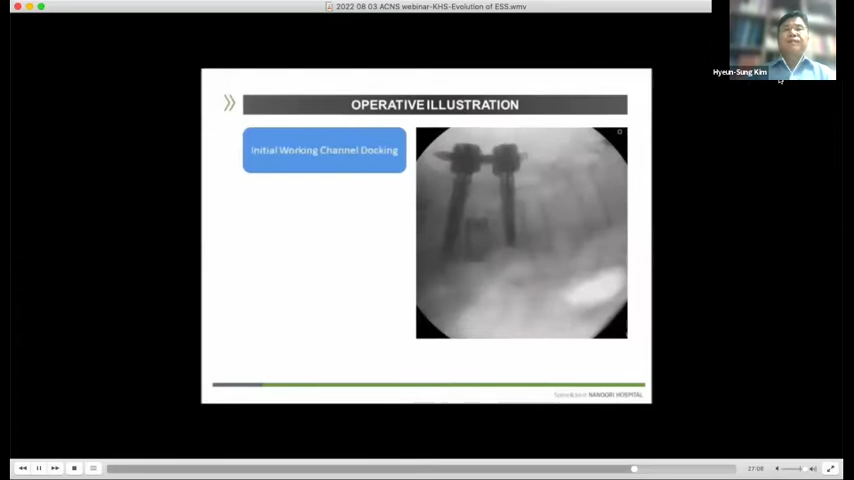 2022 08 03 ACNS webinar-KHS-Evolution of ESS.wmv
Hyeun-Sung Kim
OPERATIVE ILLUSTRATION
Initial Working Channel Docking
NANOORI HOSPITAL
27:08